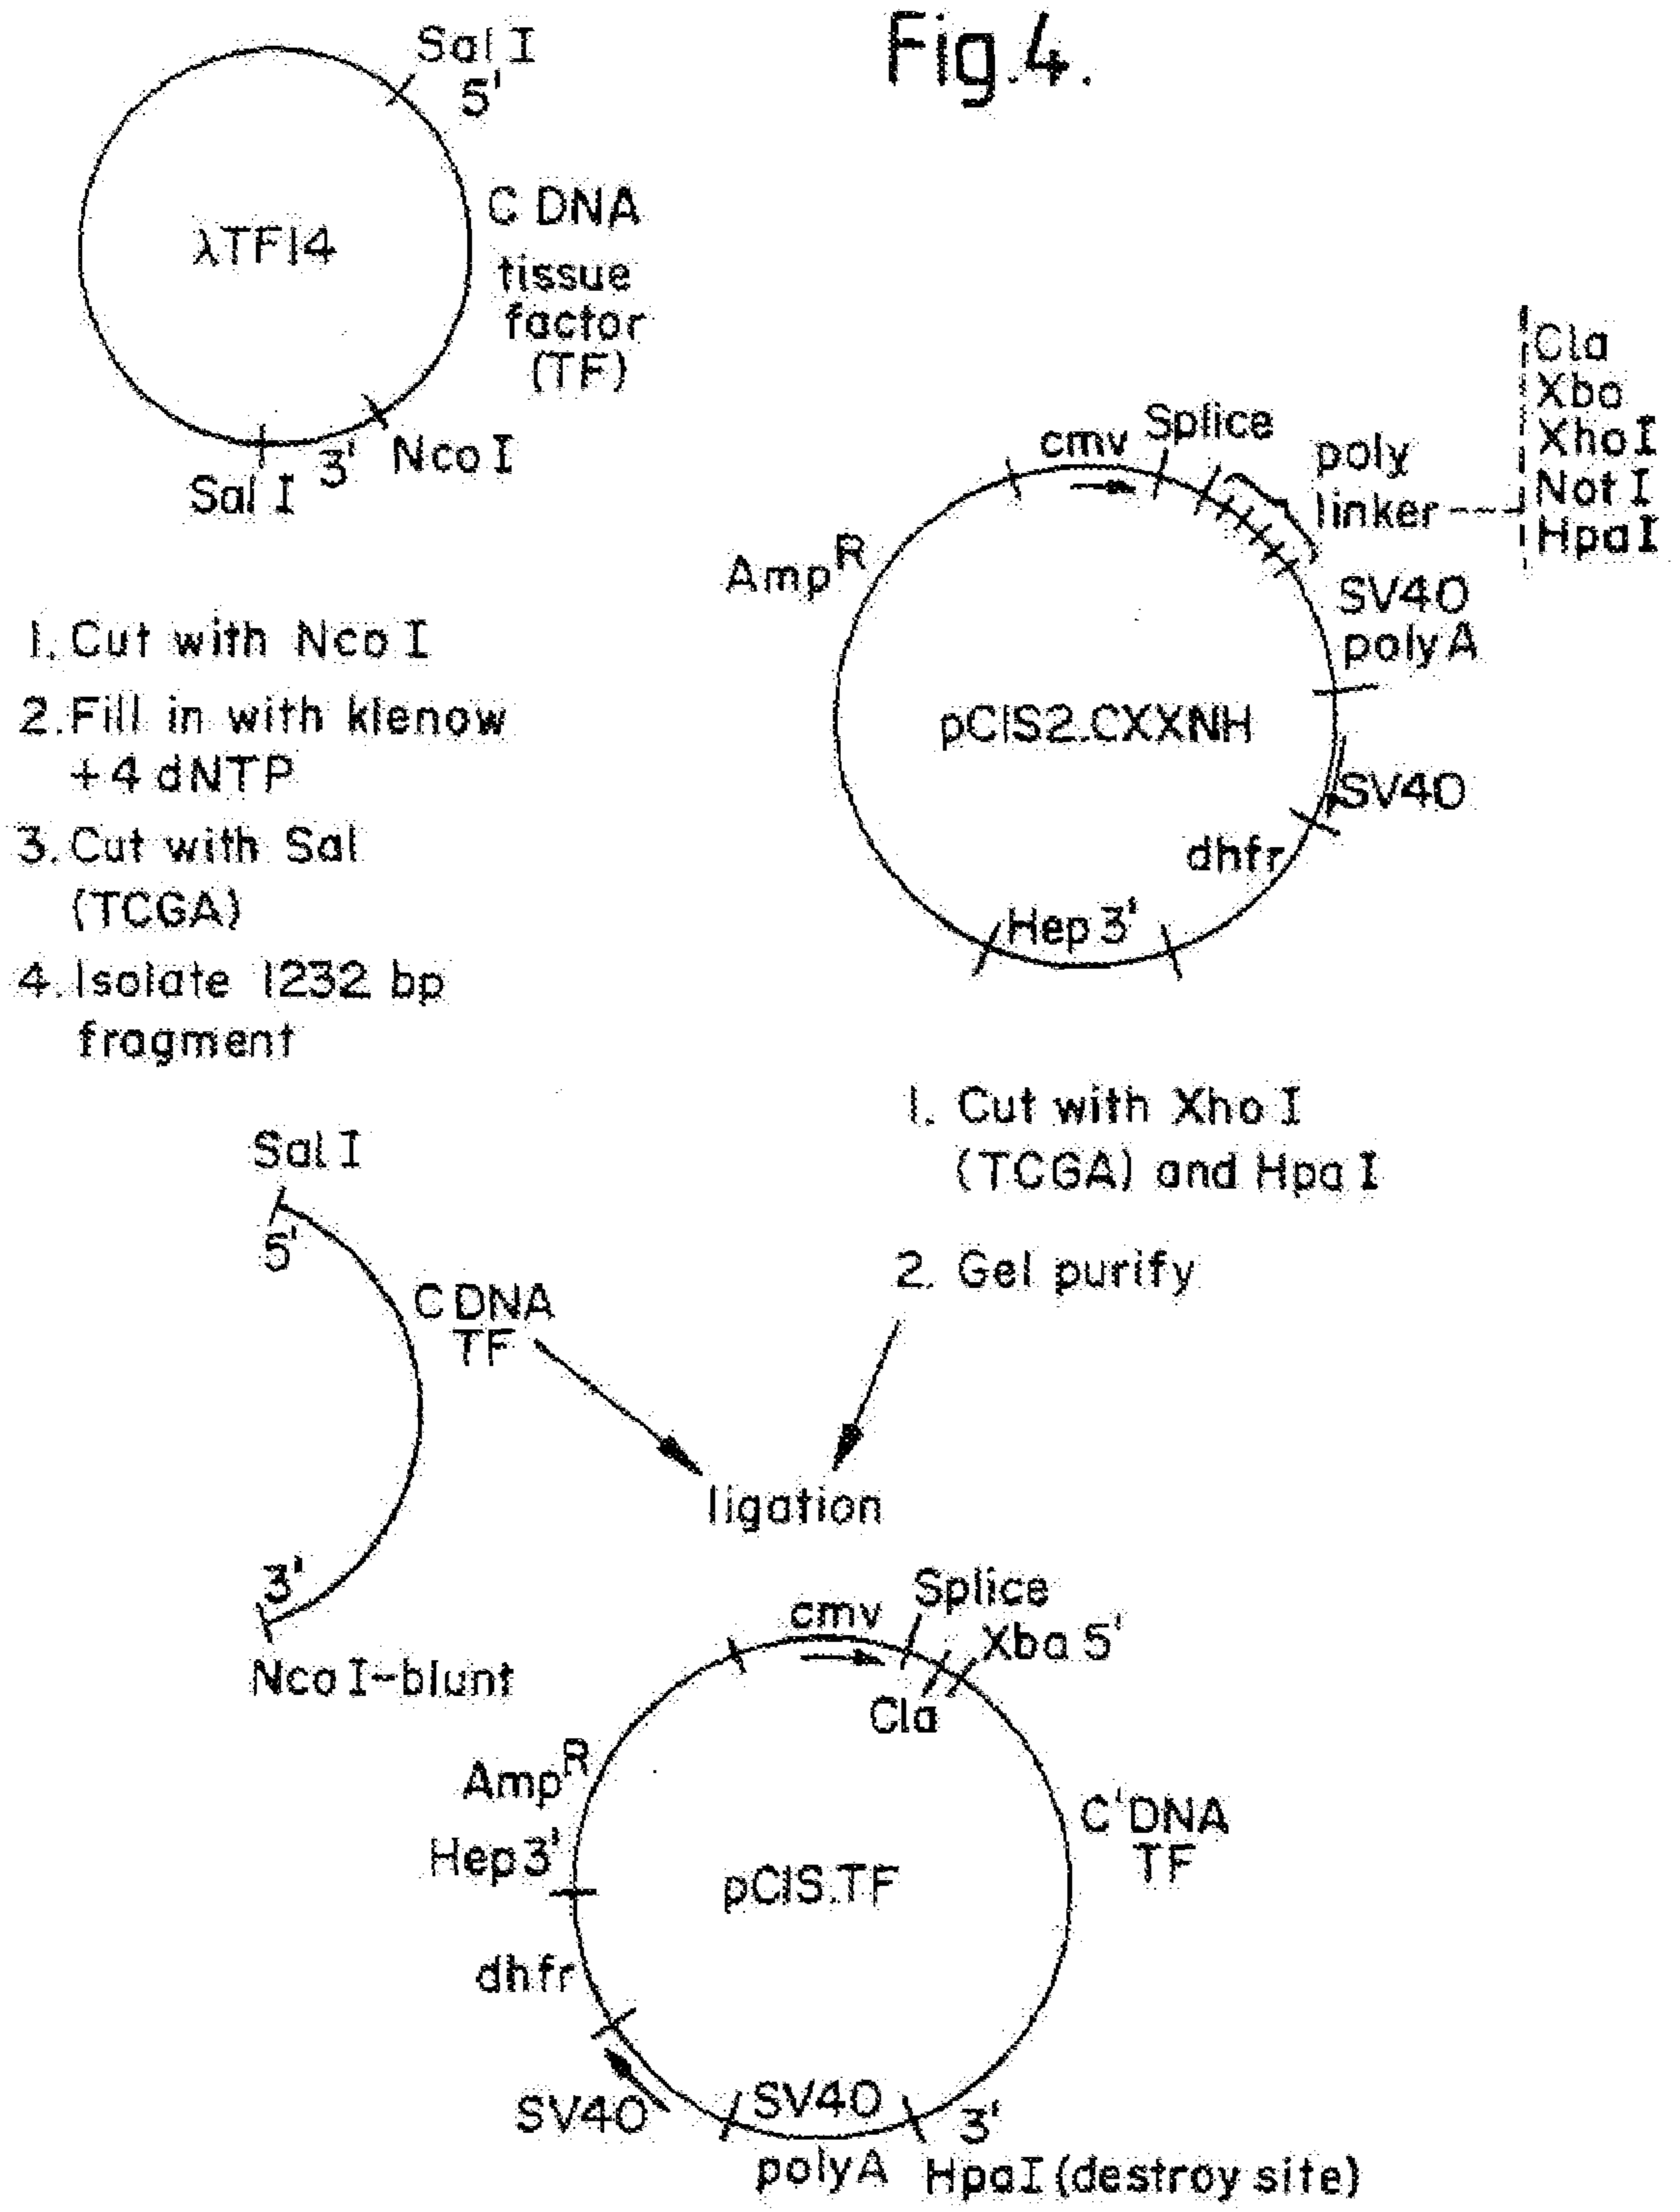 Fig.4.
Sal I
5'
C DNA
tissue
factor
(TF)
λTF14
Nco I
3'
Sal I
1. Cut with Nco I
2. Fill in with klenow
+4 dNTP
3. Cut with Sal
(TCGA)
4. Isolate 1232 bp
fragment
cmv
Splice
poly
linker
Cla
Xba
Xho I
Not I
Hpa I
Amp R
SV40
poly A
pCIS2.CXXNH
SV40
dhfr
Hep 3'
1. Cut with Xho I
(TCGA) and Hpa I
2. Gel purify
Sal I
5'
C DNA
TF
3'
Nco I-blunt
ligation
cmv
Splice
Xba 5'
Cla
Amp R
Hep 3'
pCIS.TF
C'DNA
TF
dhfr
SV40
SV40
polyA
3'
HpaI (destroy site)